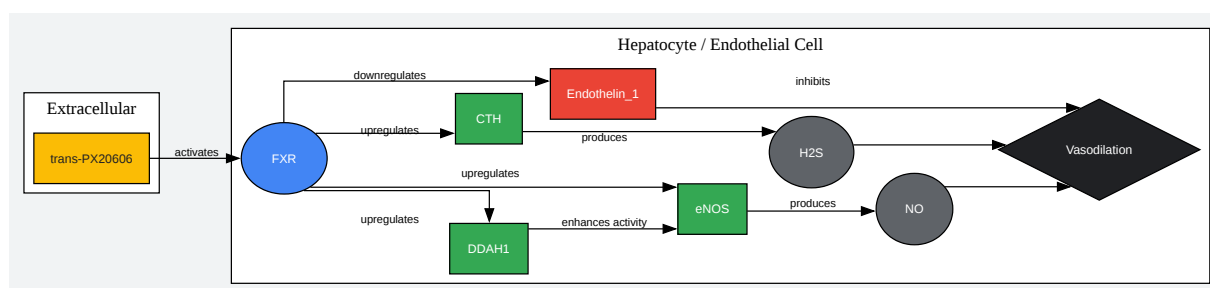 Hepatocyte / Endothelial Cell
Extracellular
trans-PX20606
activates
FXR
downregulates
Endothelin_1
inhibits
upregulates
CTH
produces
H2S
Vasodilation
upregulates
eNOS
produces
NO
upregulates
DDAH1
enhances activity